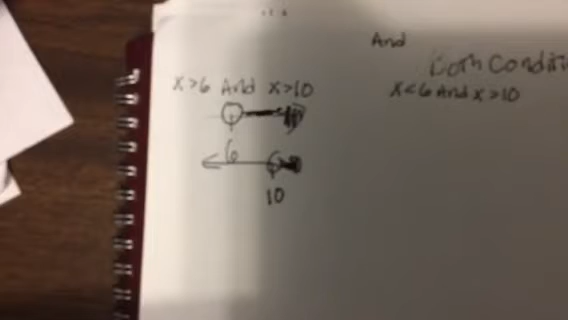 And
Both Conditi
x>6 And x>10
x<6 And x>10
6
10